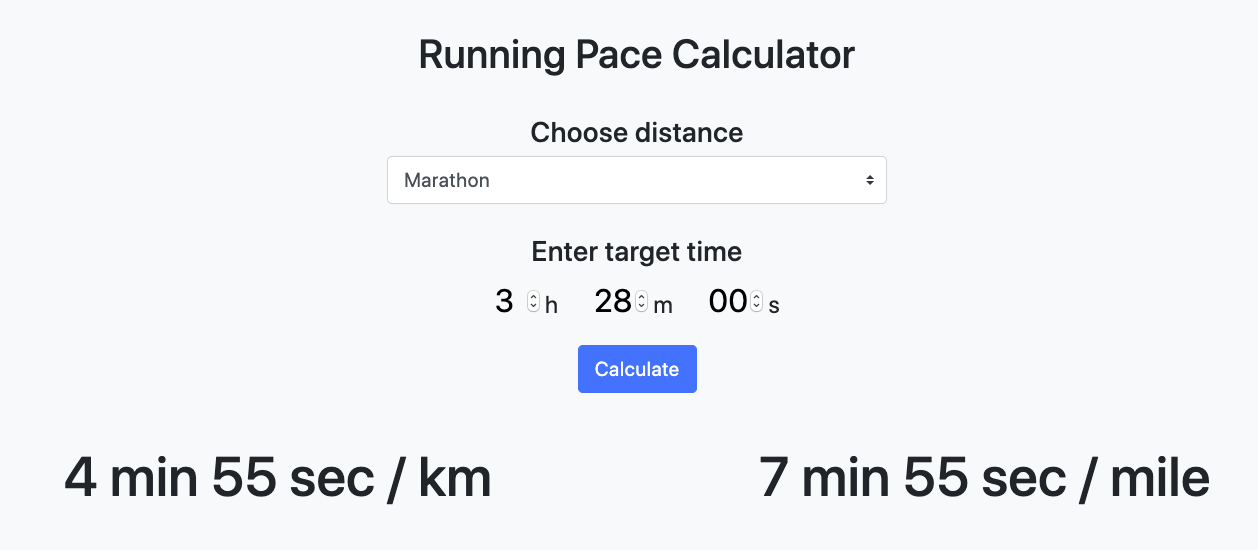 Running Pace Calculator
Choose distance
Marathon
Enter target time
3 h 28 m 00 s
Calculate
4 min 55 sec / km 7 min 55 sec / mile